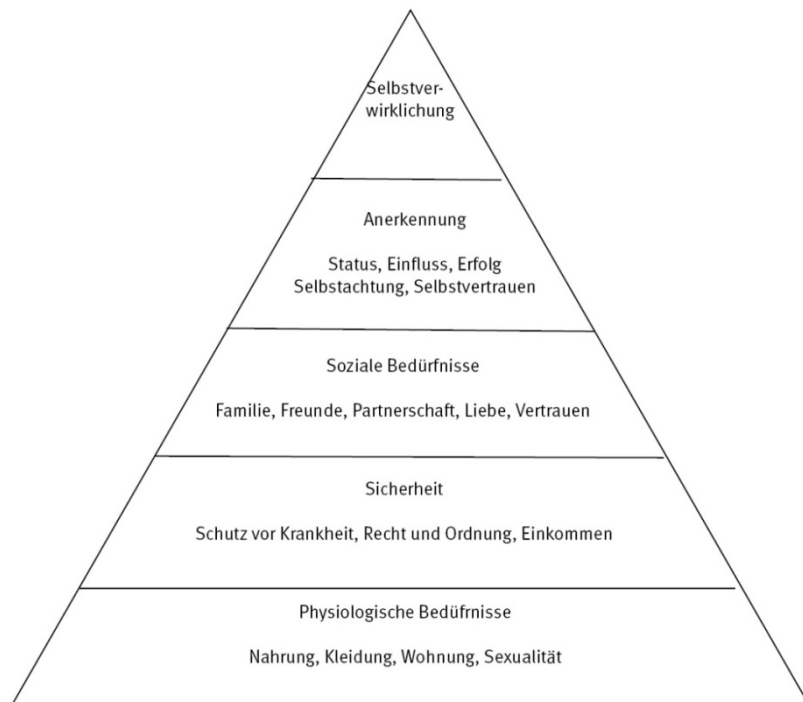 Selbstver-
wirklichung
Anerkennung
Status, Einfluss, Erfolg
Selbstachtung, Selbstvertrauen
Soziale Bedürfnisse
Familie, Freunde, Partnerschaft, Liebe, Vertrauen
Sicherheit
Schutz vor Krankheit, Recht und Ordnung, Einkommen
Physiologische Bedüfrnisse
Nahrung, Kleidung, Wohnung, Sexualität